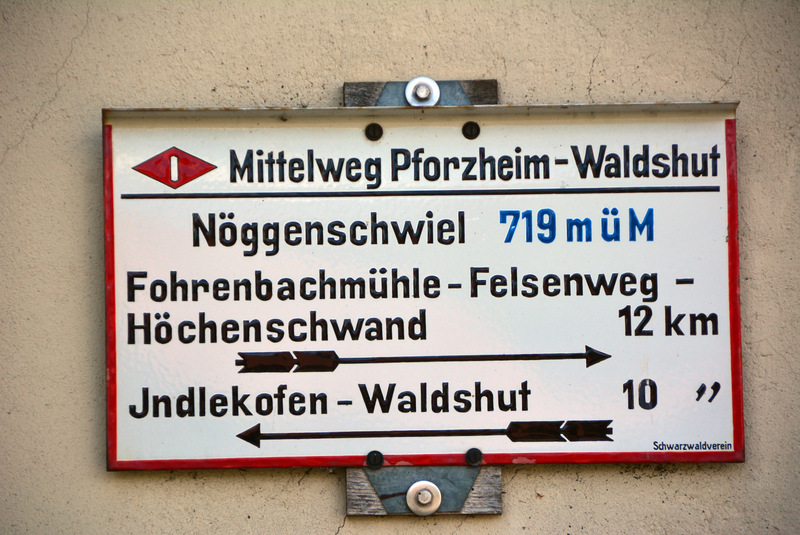 Mittelweg Pforzheim-Waldshut
Nöggenschwiel 719 m ü M
Fohrenbachmühle-Felsenweg -
Höchenschwand 12 km
Jndlekofen-Waldshut 10 ,,
Schwarzwaldverein